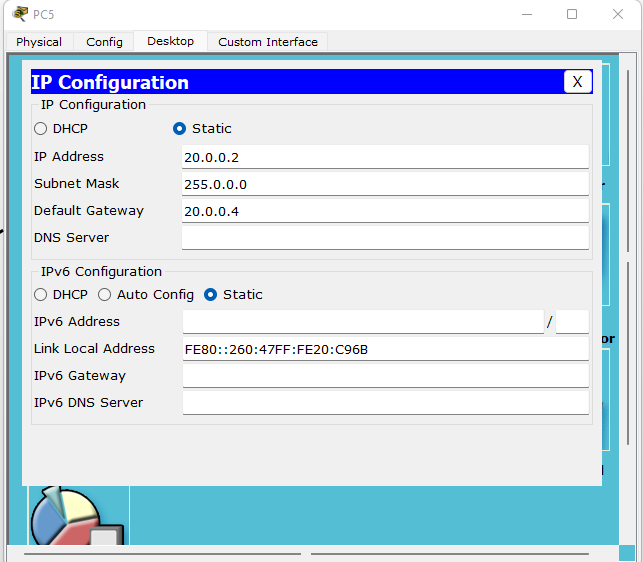 PC5
Physical Config Desktop Custom Interface
IP Configuration X
IP Configuration
DHCP Static
IP Address 20.0.0.2
Subnet Mask 255.0.0.0
Default Gateway 20.0.0.4
DNS Server
IPv6 Configuration
DHCP Auto Config Static
IPv6 Address /
Link Local Address FE80::260:47FF:FE20:C96B
IPv6 Gateway
IPv6 DNS Server
or